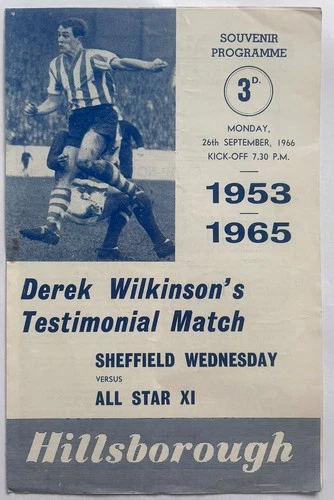 SOUVENIR
PROGRAMME
3D.
MONDAY,
26th SEPTEMBER, 1966
KICK-OFF 7.30 P.M.
1953
1965
Derek Wilkinson's
Testimonial Match
SHEFFIELD WEDNESDAY
VERSUS
ALL STAR XI
Hillsborough